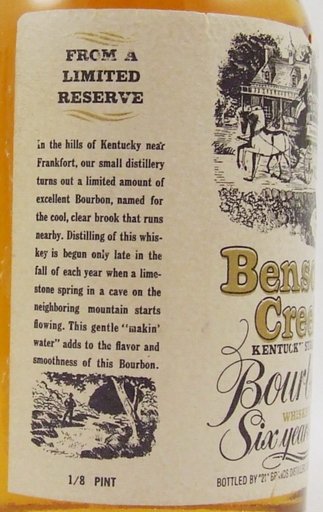 FROM A
LIMITED
RESERVE
In the hills of Kentucky near
Frankfort, our small distillery
turns out a limited amount of
excellent Bourbon, named for
the cool, clear brook that runs
nearby. Distilling of this whis-
key is begun only late in the
fall of each year when a lime-
stone spring in a cave on the
neighboring mountain starts
flowing. This gentle "makin'
water" adds to the flavor and
smoothness of this Bourbon.
1/8 PINT
Bens
Cree
KENTUCKY
Bour
WHISK
Six year
BOTTLED BY "21" BRANDS